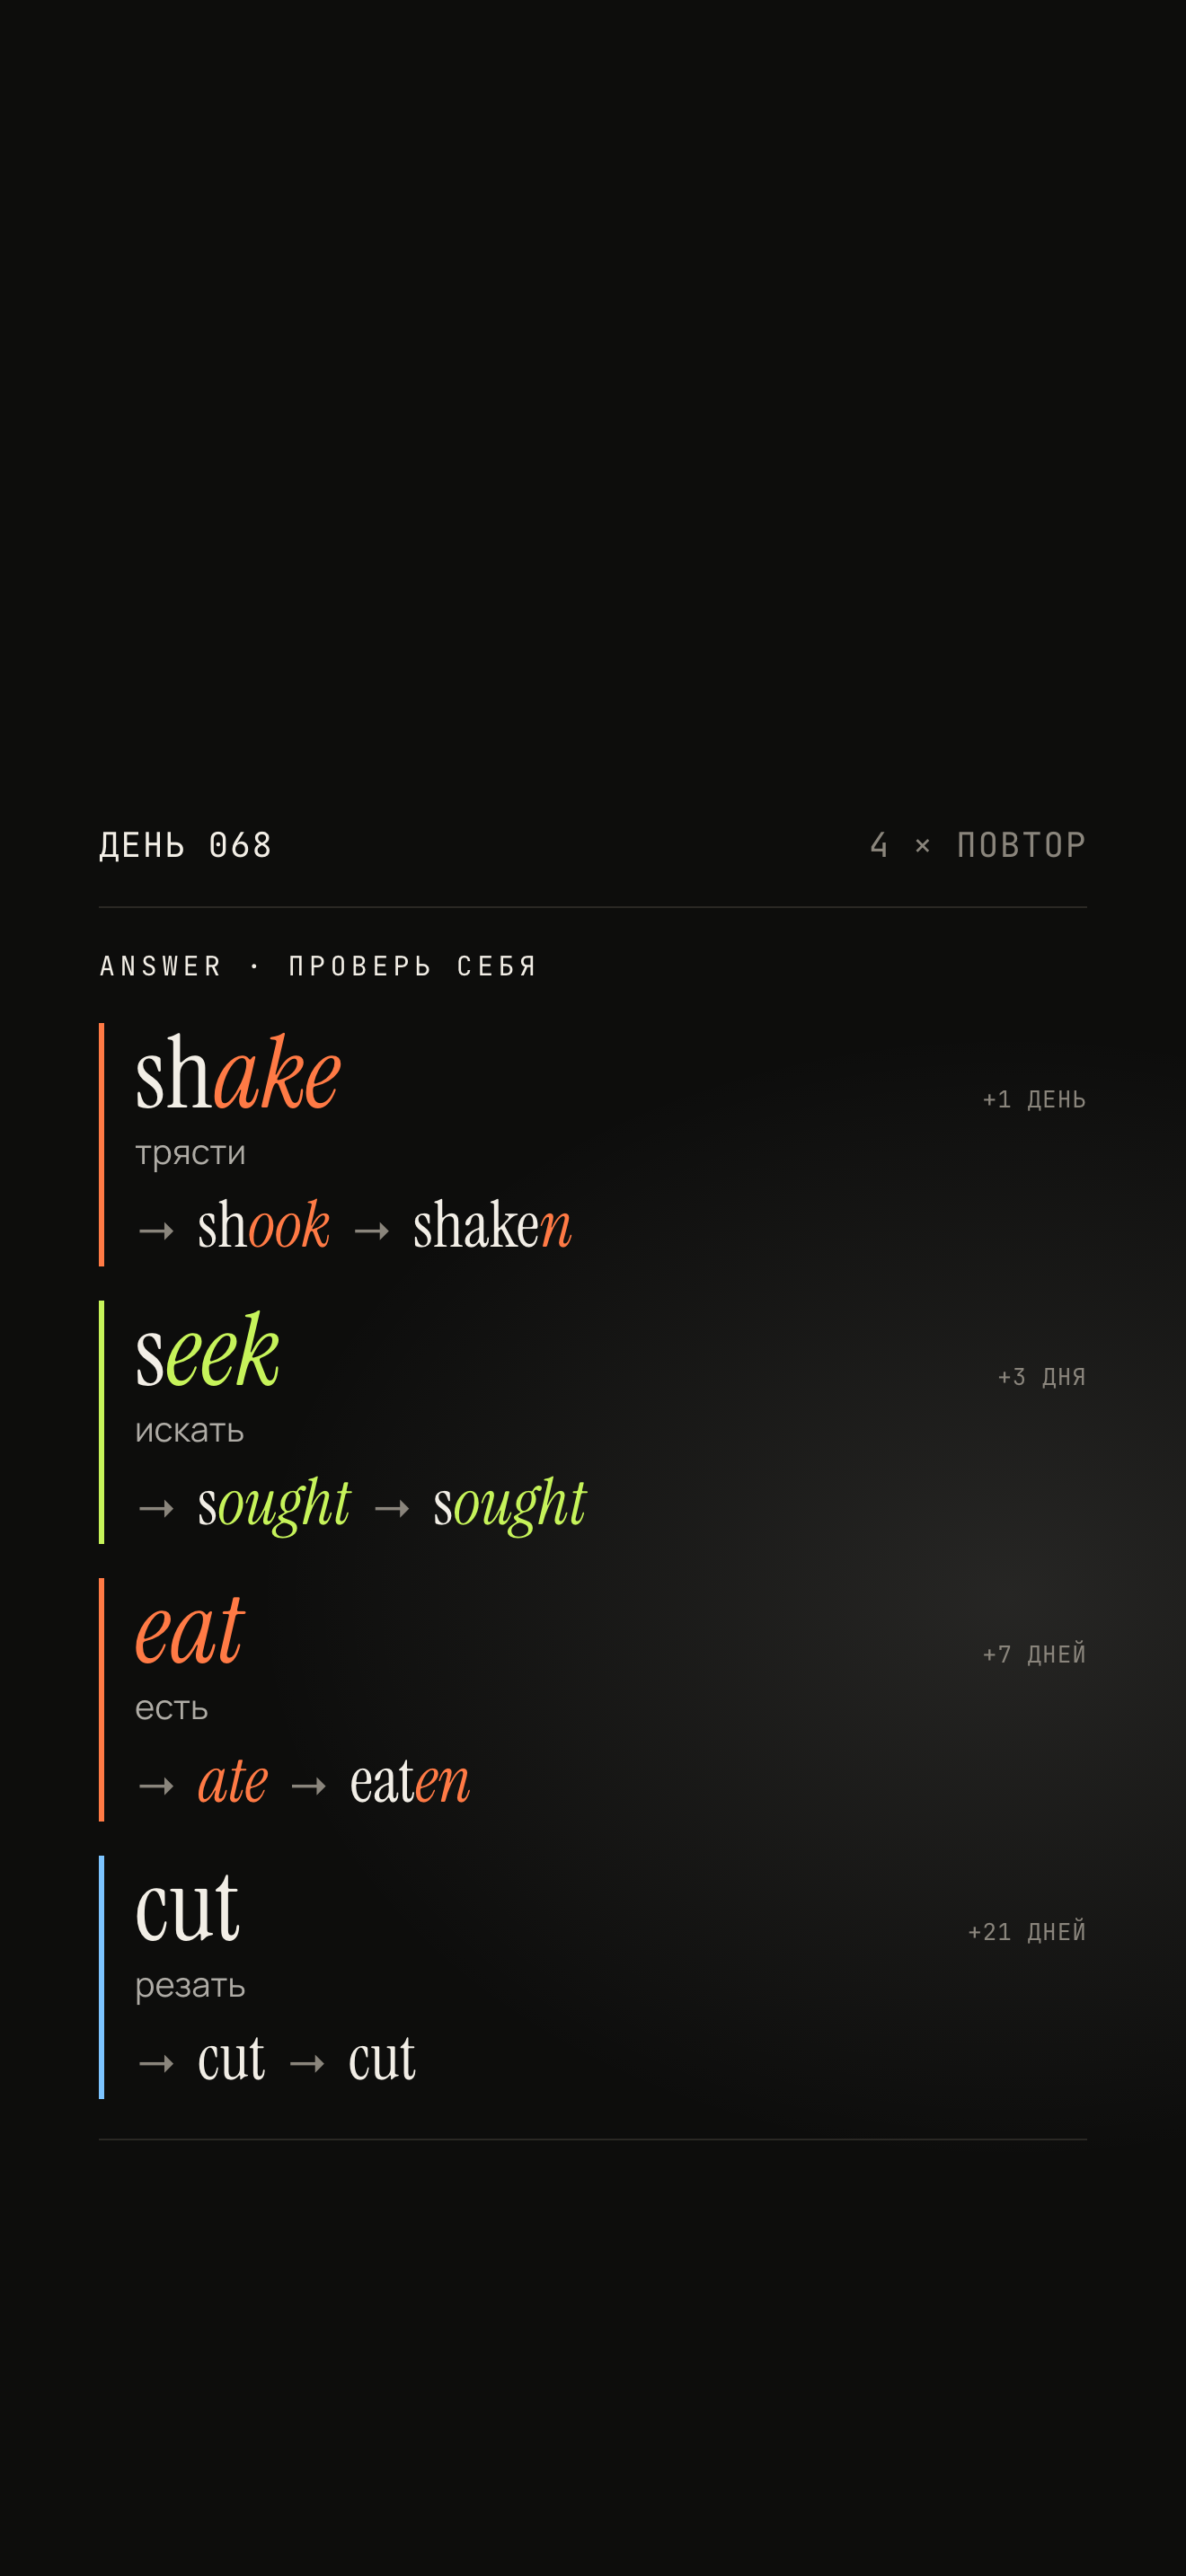 ДЕНЬ 068 4 × ПОВТОР
ANSWER · ПРОВЕРЬ СЕБЯ
shake
+1 ДЕНЬ
трясти
→ shook → shaken
seek
+3 ДНЯ
искать
→ sought → sought
eat
+7 ДНЕЙ
есть
→ ate → eaten
cut
+21 ДНЕЙ
резать
→ cut → cut